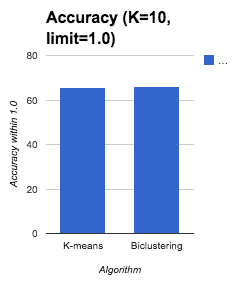 Accuracy (K=10,
limit=1.0)
80
...
60
40
20
0
Accuracy within 1.0
K-means Biclustering
Algorithm